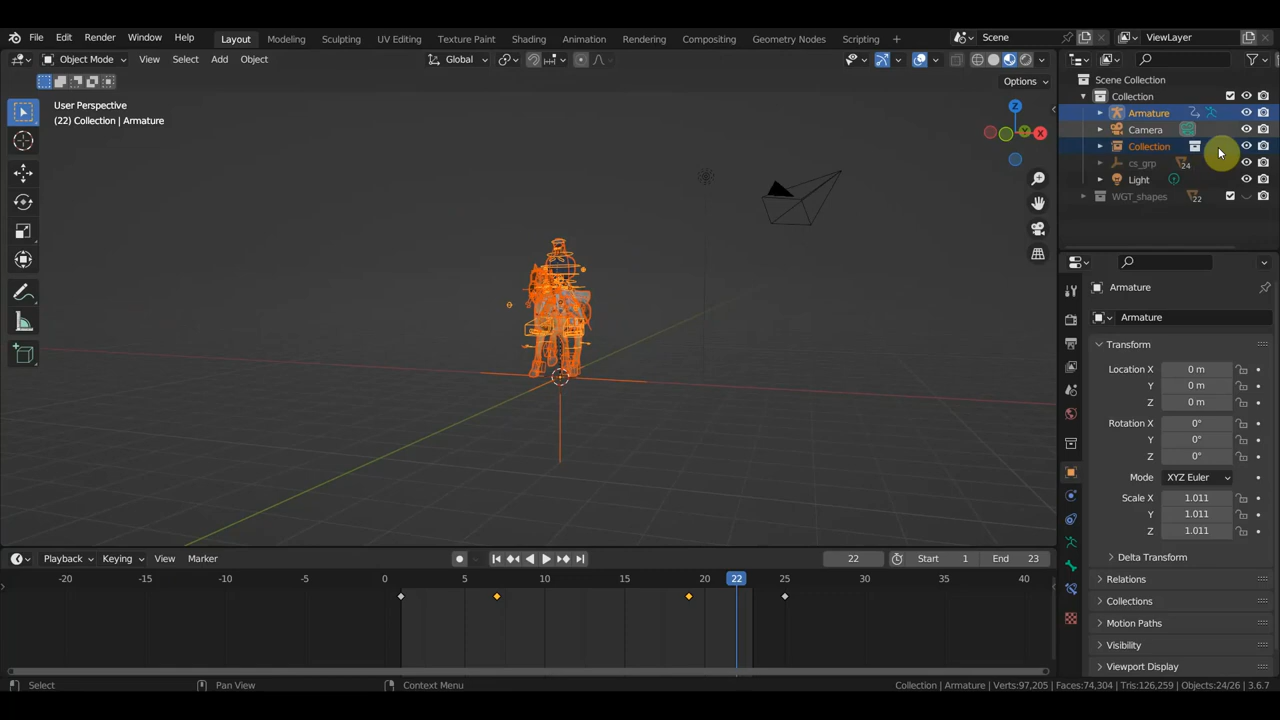 File Edit Render Window Help Layout Modeling Sculpting UV Editing Texture Paint Shading Animation Rendering Compositing Geometry Nodes Scripting + Scene ViewLayer
Object Mode View Select Add Object Global
Options
User Perspective
(22) Collection | Armature
Z
Y
X
Scene Collection
Collection
Armature
Camera
Collection
cs_grp 24
Light
WGT_shapes 22
Armature
Armature
Transform
Location X 0 m
Y 0 m
Z 0 m
Rotation X 0°
Y 0°
Z 0°
Mode XYZ Euler
Scale X 1.011
Y 1.011
Z 1.011
Delta Transform
Relations
Collections
Motion Paths
Visibility
Viewport Display
Playback Keying View Marker 22 Start 1 End 23
-20 -15 -10 -5 0 5 10 15 20 22 25 30 35 40
Select Pan View Context Menu Collection | Armature | Verts:97,205 | Faces:74,304 | Tris:126,259 | Objects:24/26 | 3.6.7